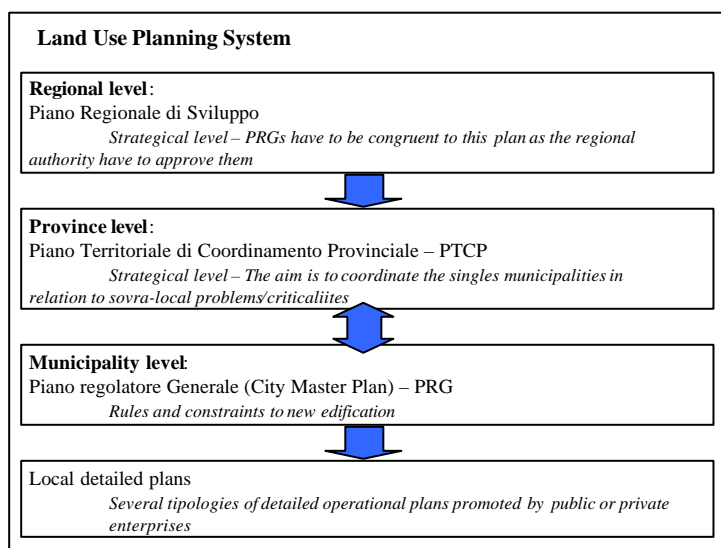 Land Use Planning System
Regional level:
Piano Regionale di Sviluppo
Strategical level – PRGs have to be congruent to this plan as the regional
authority have to approve them
Province level:
Piano Territoriale di Coordinamento Provinciale – PTCP
Strategical level – The aim is to coordinate the singles municipalities in
relation to sovra-local problems/criticaliites
Municipality level:
Piano regolatore Generale (City Master Plan) – PRG
Rules and constraints to new edification
Local detailed plans
Several tipologies of detailed operational plans promoted by public or private
enterprises